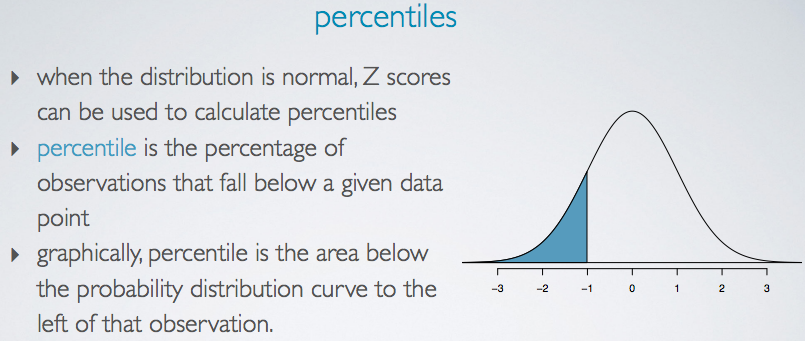 percentiles
when the distribution is normal, Z scores
can be used to calculate percentiles
percentile is the percentage of
observations that fall below a given data
point
graphically, percentile is the area below
the probability distribution curve to the
left of that observation.
-3 -2 -1 0 1 2 3